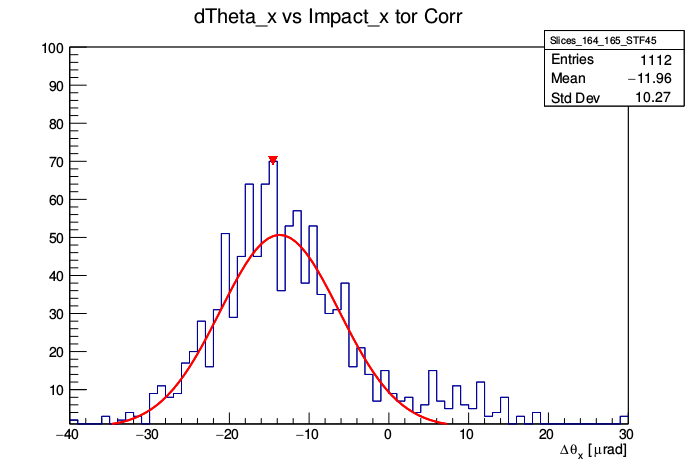 dTheta_x vs Impact_x tor Corr
Slices_164_165_STF45
Entries 1112
Mean −11.96
Std Dev 10.27
100
90
80
70
60
50
40
30
20
10
−40 −30 −20 −10 0 10 20 30
Δθx [μrad]